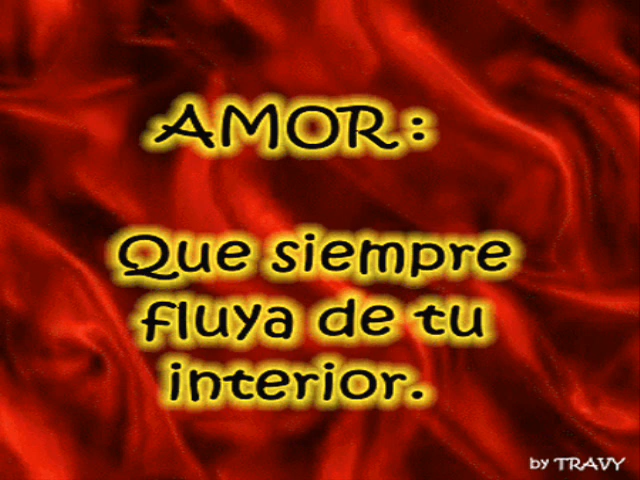 AMOR:
Que siempre
fluya de tu
interior.
by TRAVY